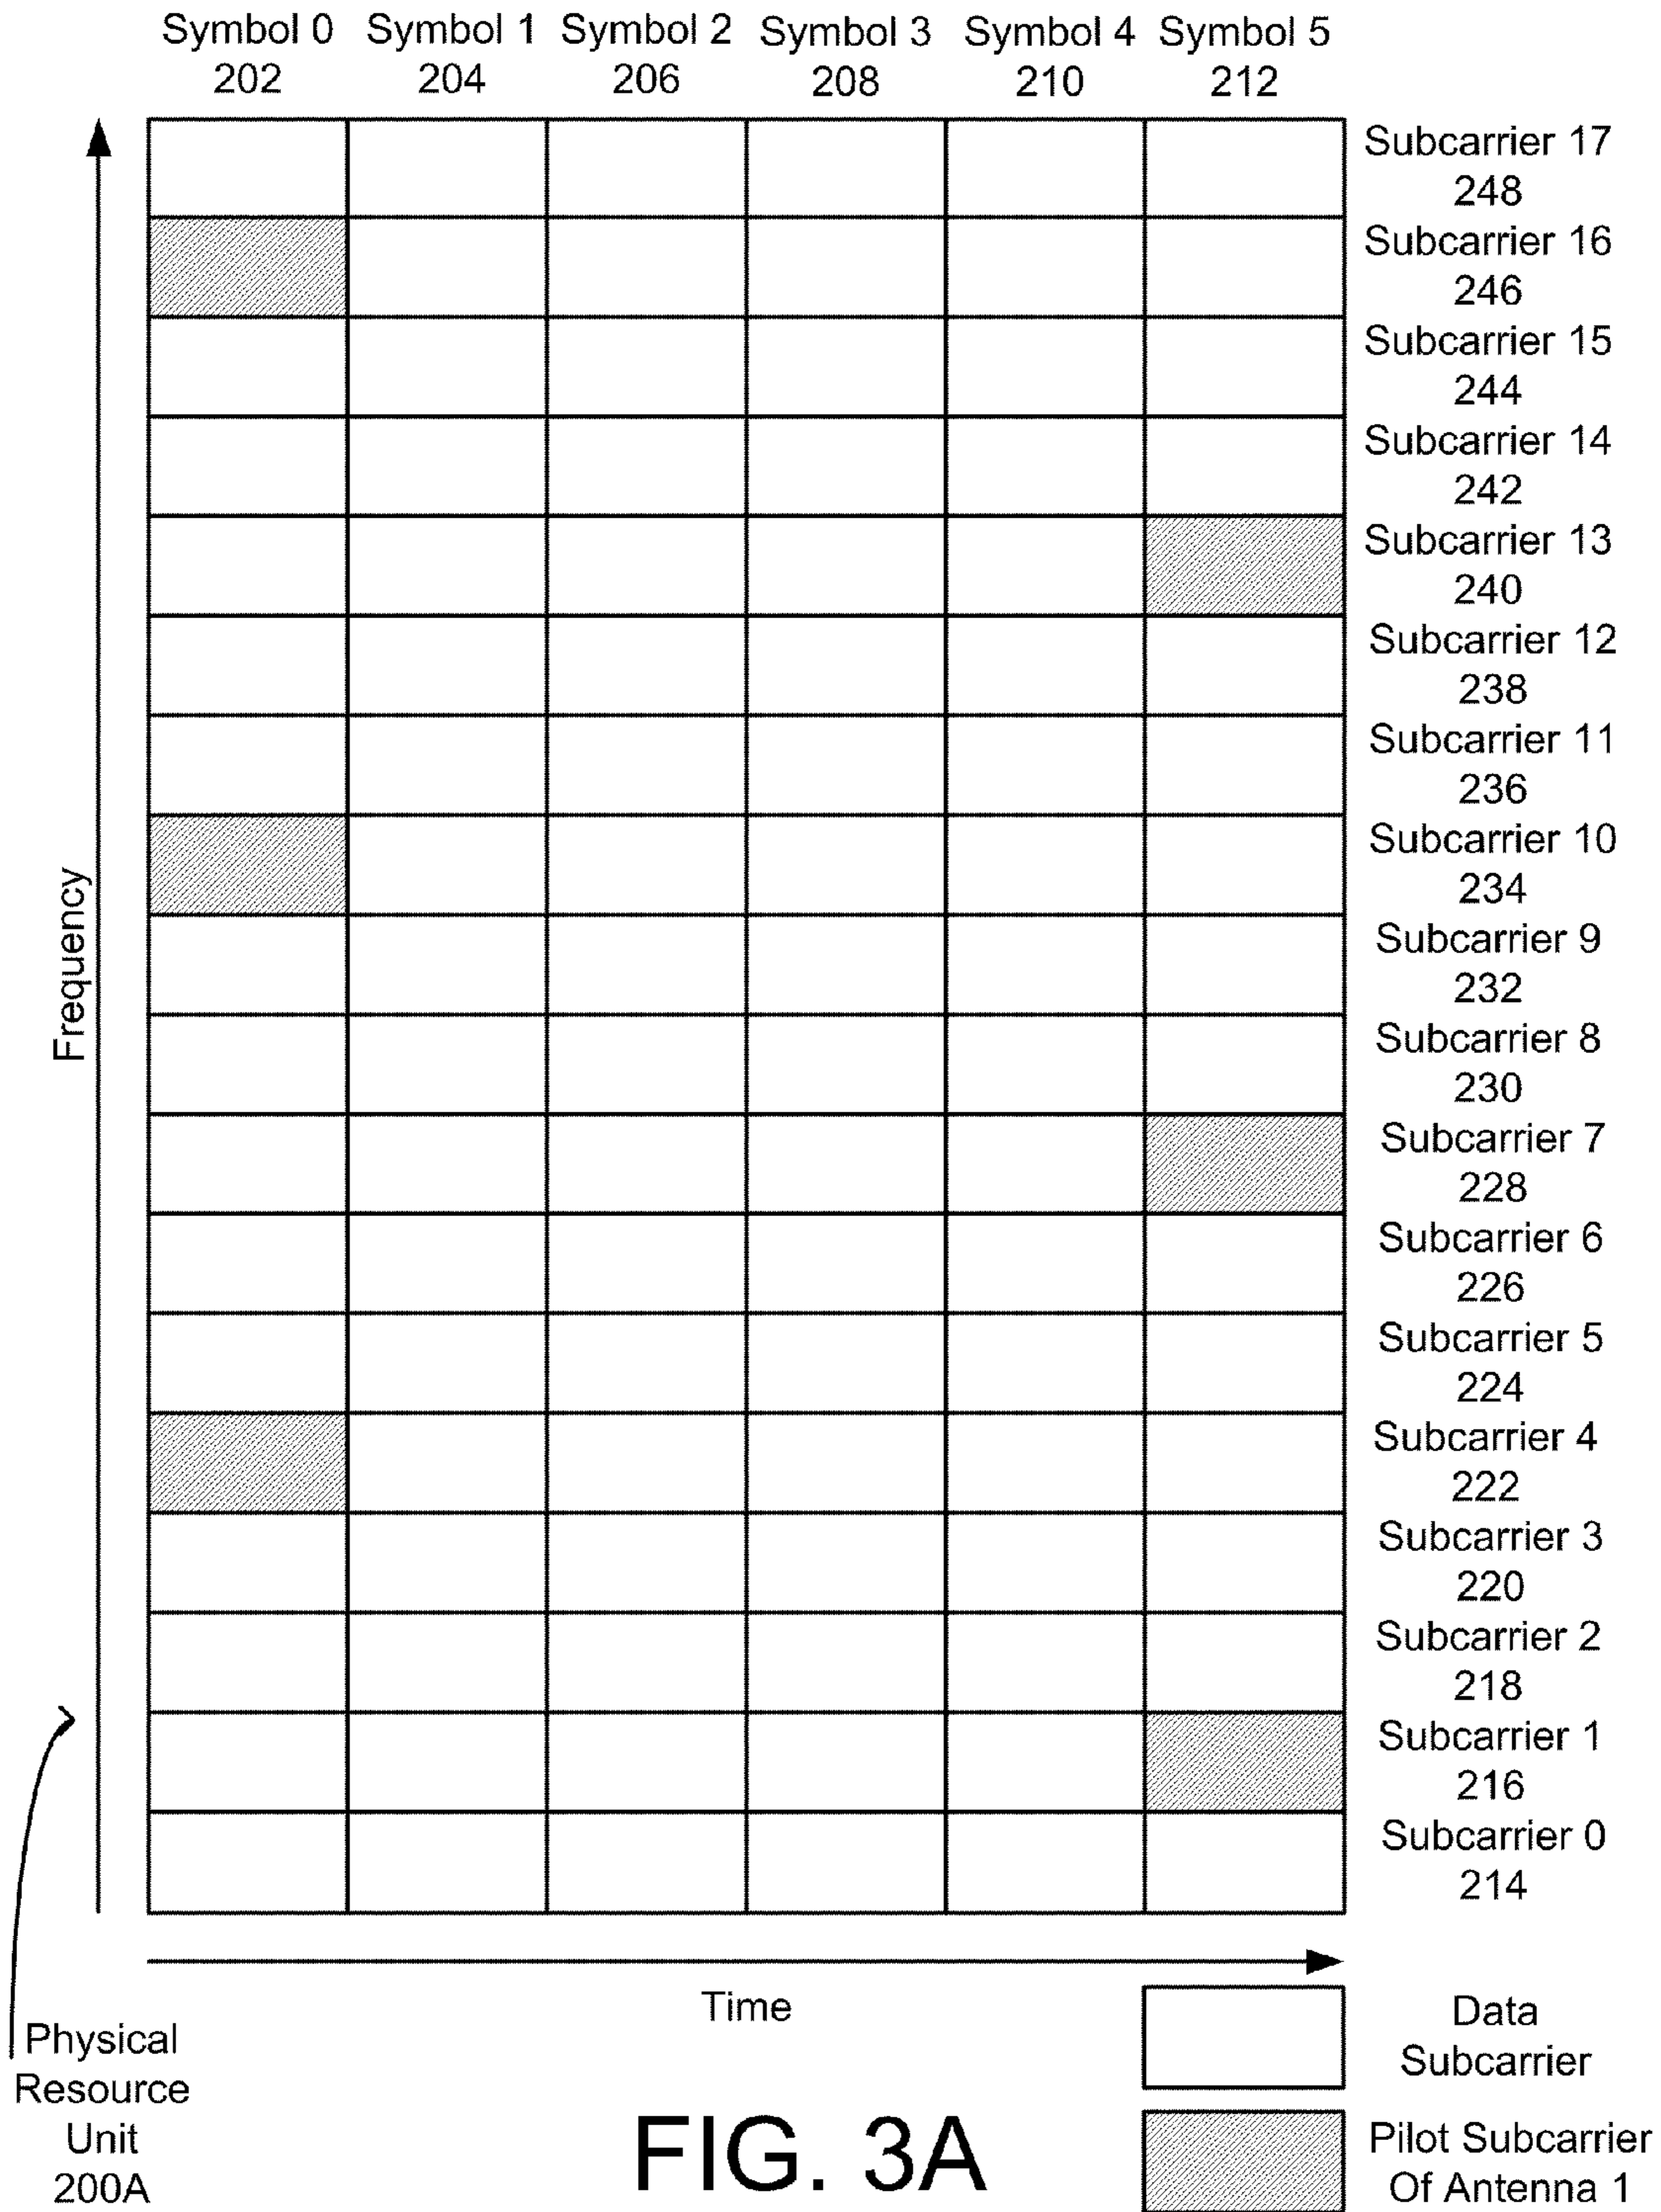 Symbol 0 Symbol 1 Symbol 2 Symbol 3 Symbol 4 Symbol 5
202 204 206 208 210 212
Subcarrier 17
248
Subcarrier 16
246
Subcarrier 15
244
Subcarrier 14
242
Subcarrier 13
240
Subcarrier 12
238
Subcarrier 11
236
Subcarrier 10
234
Subcarrier 9
232
Subcarrier 8
230
Subcarrier 7
228
Subcarrier 6
226
Subcarrier 5
224
Subcarrier 4
222
Subcarrier 3
220
Subcarrier 2
218
Subcarrier 1
216
Subcarrier 0
214
Frequency
Time
Physical
Resource
Unit
200A
Data
Subcarrier
Pilot Subcarrier
Of Antenna 1
FIG. 3A